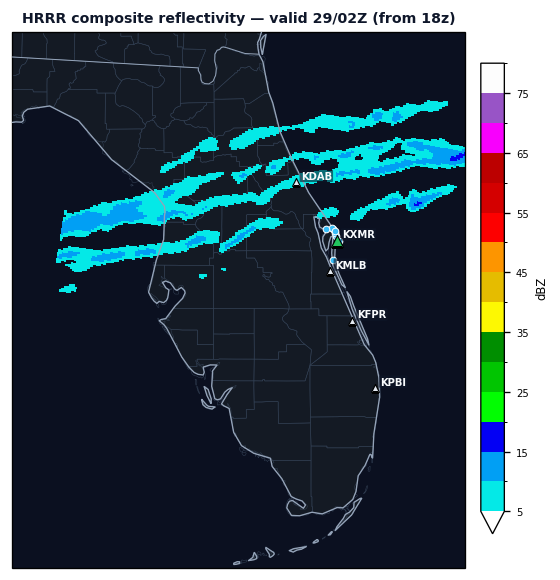 HRRR composite reflectivity — valid 29/02Z (from 18z)
75
65
55
45
35
25
15
5
dBZ
KDAB
KXMR
KMLB
KFPR
KPBI